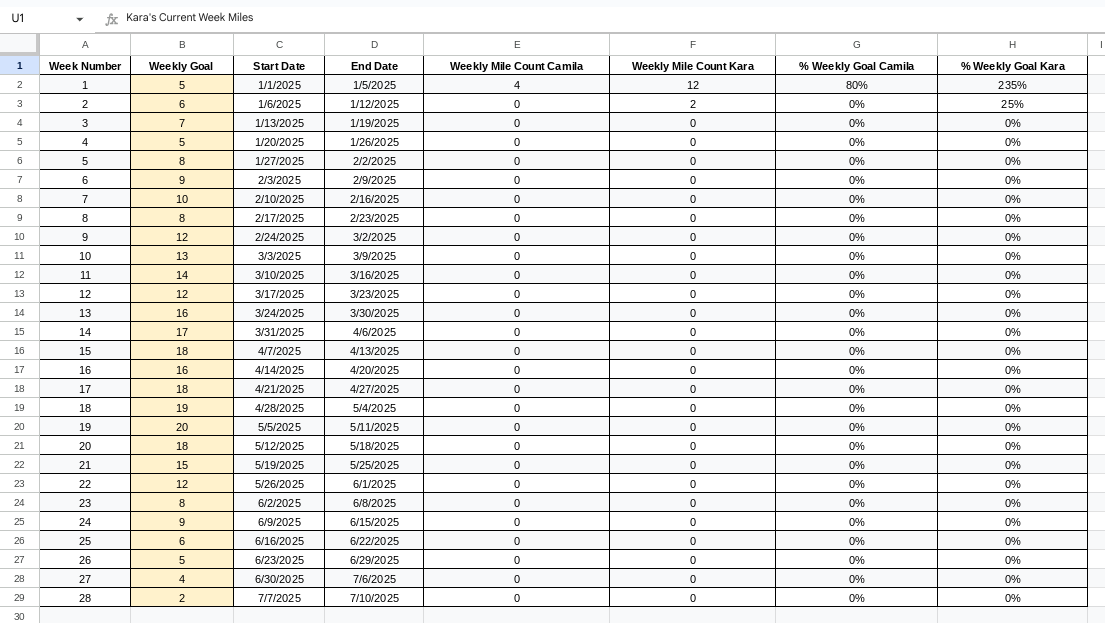 U1 fx Kara's Current Week Miles
A B C D E F G H I
1 Week Number Weekly Goal Start Date End Date Weekly Mile Count Camila Weekly Mile Count Kara % Weekly Goal Camila % Weekly Goal Kara
2 1 5 1/1/2025 1/5/2025 4 12 80% 235%
3 2 6 1/6/2025 1/12/2025 0 2 0% 25%
4 3 7 1/13/2025 1/19/2025 0 0 0% 0%
5 4 5 1/20/2025 1/26/2025 0 0 0% 0%
6 5 8 1/27/2025 2/2/2025 0 0 0% 0%
7 6 9 2/3/2025 2/9/2025 0 0 0% 0%
8 7 10 2/10/2025 2/16/2025 0 0 0% 0%
9 8 8 2/17/2025 2/23/2025 0 0 0% 0%
10 9 12 2/24/2025 3/2/2025 0 0 0% 0%
11 10 13 3/3/2025 3/9/2025 0 0 0% 0%
12 11 14 3/10/2025 3/16/2025 0 0 0% 0%
13 12 12 3/17/2025 3/23/2025 0 0 0% 0%
14 13 16 3/24/2025 3/30/2025 0 0 0% 0%
15 14 17 3/31/2025 4/6/2025 0 0 0% 0%
16 15 18 4/7/2025 4/13/2025 0 0 0% 0%
17 16 16 4/14/2025 4/20/2025 0 0 0% 0%
18 17 18 4/21/2025 4/27/2025 0 0 0% 0%
19 18 19 4/28/2025 5/4/2025 0 0 0% 0%
20 19 20 5/5/2025 5/11/2025 0 0 0% 0%
21 20 18 5/12/2025 5/18/2025 0 0 0% 0%
22 21 15 5/19/2025 5/25/2025 0 0 0% 0%
23 22 12 5/26/2025 6/1/2025 0 0 0% 0%
24 23 8 6/2/2025 6/8/2025 0 0 0% 0%
25 24 9 6/9/2025 6/15/2025 0 0 0% 0%
26 25 6 6/16/2025 6/22/2025 0 0 0% 0%
27 26 5 6/23/2025 6/29/2025 0 0 0% 0%
28 27 4 6/30/2025 7/6/2025 0 0 0% 0%
29 28 2 7/7/2025 7/10/2025 0 0 0% 0%
30